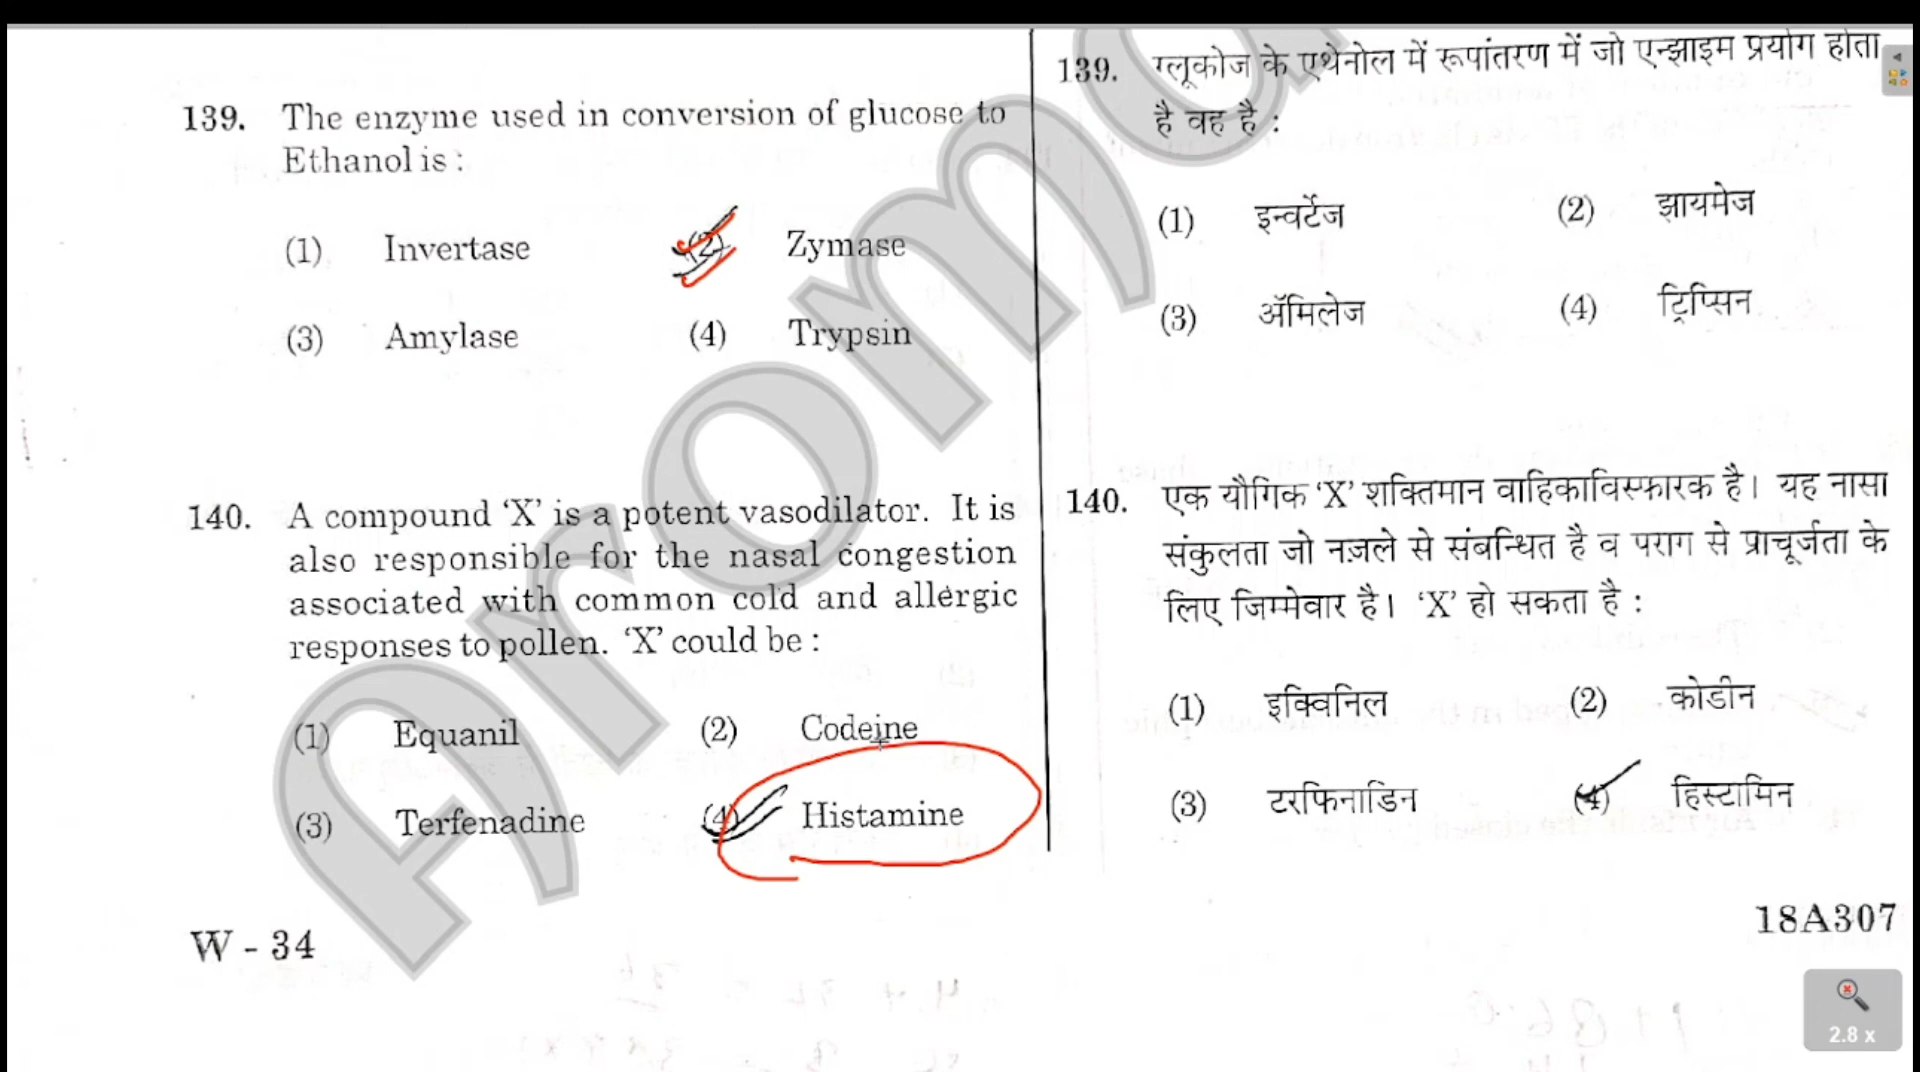 139. The enzyme used in conversion of glucose to
Ethanol is :
(1) Invertase (2) Zymase
(3) Amylase (4) Trypsin
140. A compound 'X' is a potent vasodilator. It is
also responsible for the nasal congestion
associated with common cold and allergic
responses to pollen. 'X' could be :
(1) Equanil (2) Codeine
(3) Terfenadine (4) Histamine
W - 34
139. ग्लूकोज के एथैनोल में रूपांतरण में जो एन्झाइम प्रयोग होता
है वह है :
(1) इन्वर्टेज (2) झायमेज
(3) ॲमिलेज (4) ट्रिप्सिन
140. एक यौगिक 'X' शक्तिमान वाहिकाविस्फारक है। यह नासा
संकुलता जो नज़ले से संबन्धित है व पराग से प्राचूर्जता के
लिए जिम्मेवार है। 'X' हो सकता है :
(1) इक्विनिल (2) कोडीन
(3) टरफिनाडिन (4) हिस्टामिन
18A307
2.8 x